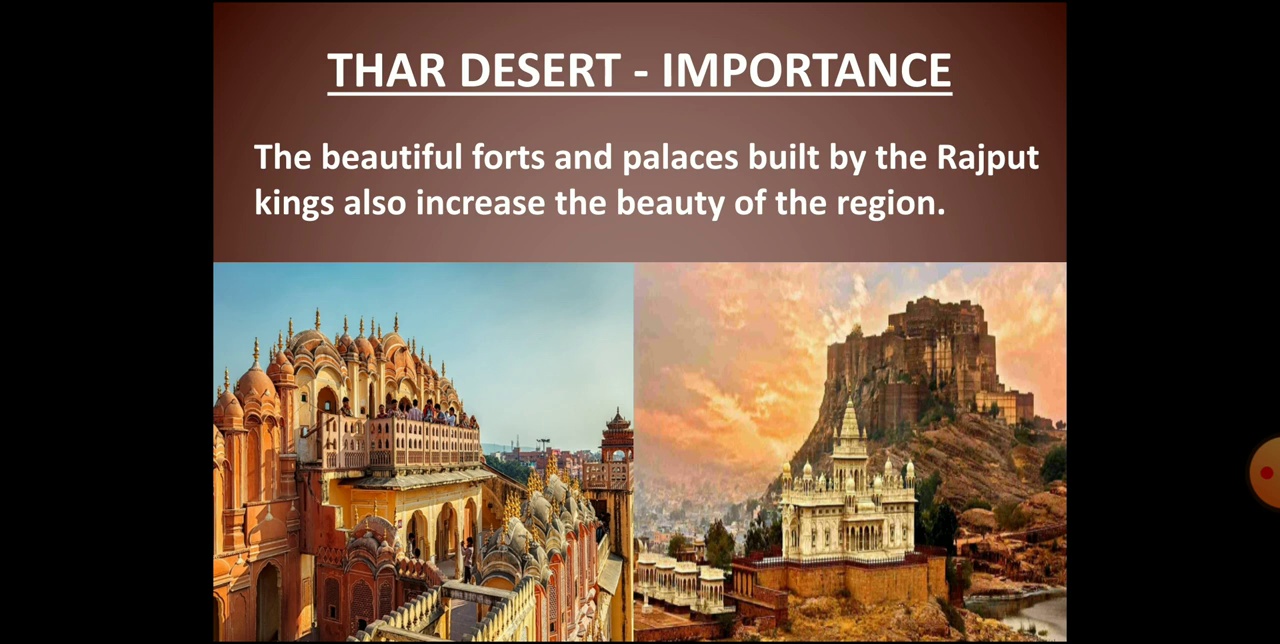 THAR DESERT - IMPORTANCE
The beautiful forts and palaces built by the Rajput
kings also increase the beauty of the region.